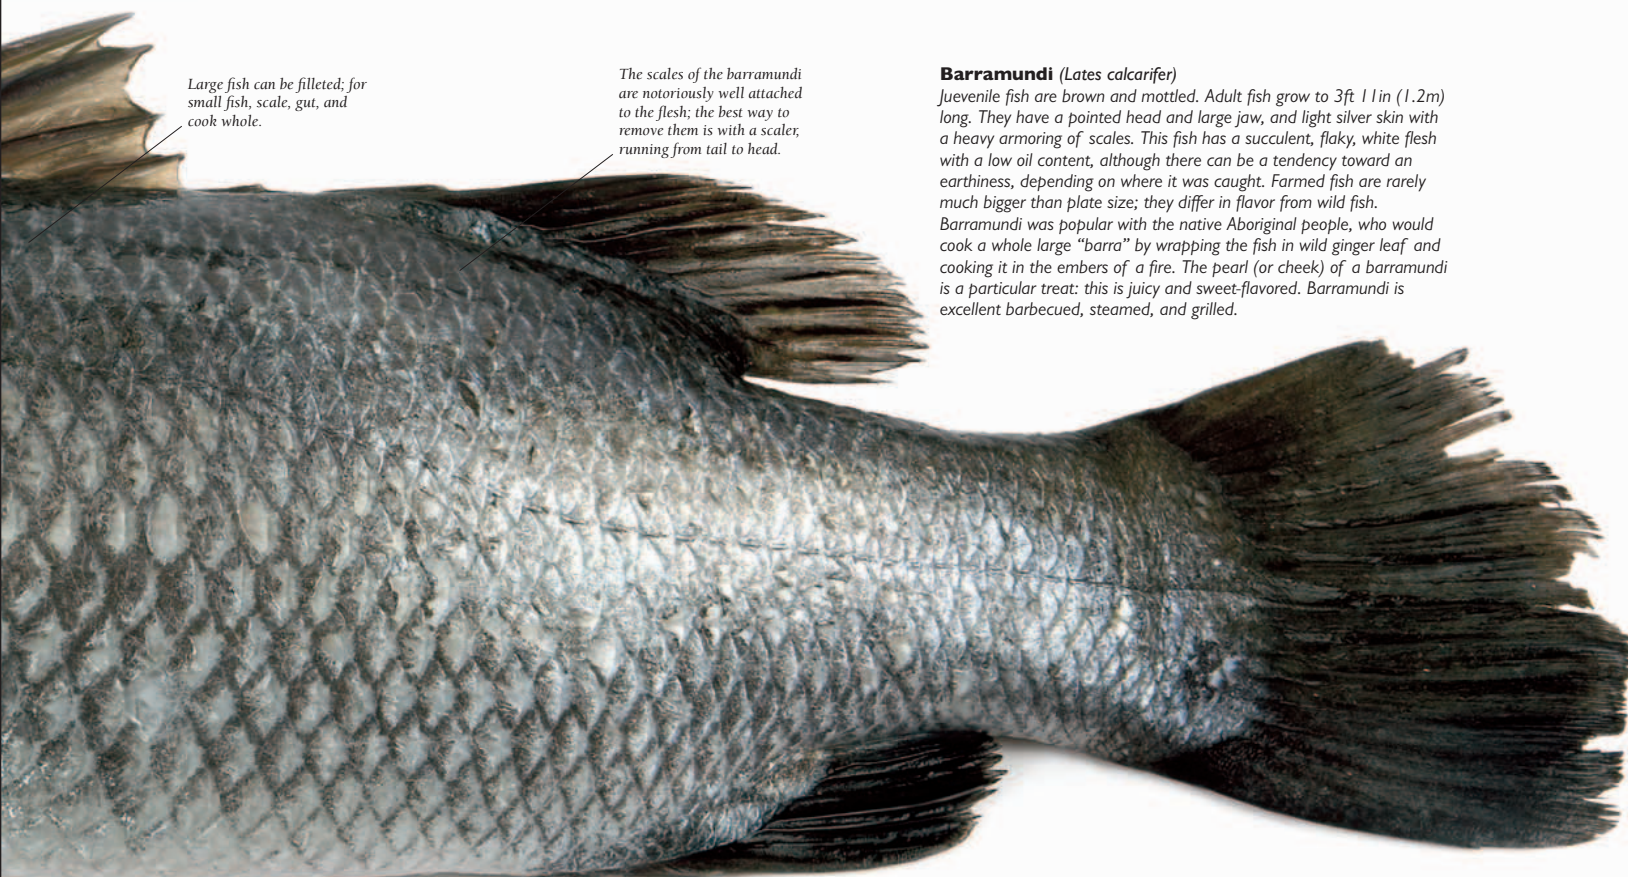 Large fish can be filleted; for
small fish, scale, gut, and
cook whole.
The scales of the barramundi
are notoriously well attached
to the flesh; the best way to
remove them is with a scaler,
running from tail to head.
Barramundi (Lates calcarifer)
Juevenile fish are brown and mottled. Adult fish grow to 3ft 11in (1.2m)
long. They have a pointed head and large jaw, and light silver skin with
a heavy armoring of scales. This fish has a succulent, flaky, white flesh
with a low oil content, although there can be a tendency toward an
earthiness, depending on where it was caught. Farmed fish are rarely
much bigger than plate size; they differ in flavor from wild fish.
Barramundi was popular with the native Aboriginal people, who would
cook a whole large “barra” by wrapping the fish in wild ginger leaf and
cooking it in the embers of a fire. The pearl (or cheek) of a barramundi
is a particular treat: this is juicy and sweet-flavored. Barramundi is
excellent barbecued, steamed, and grilled.